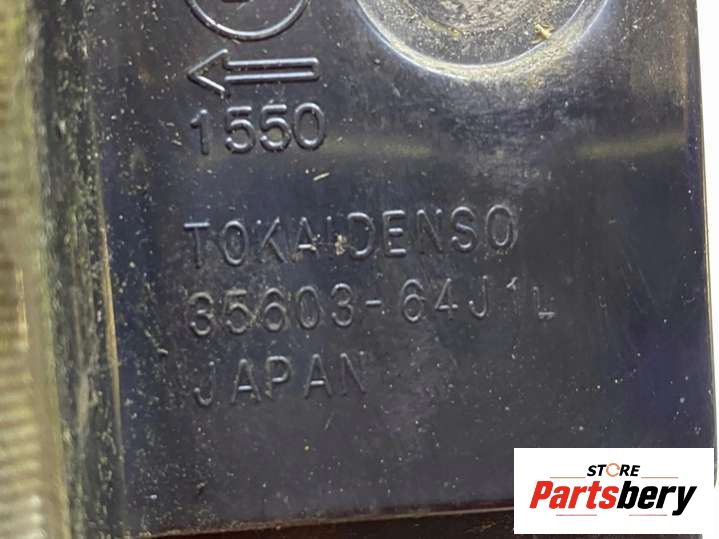 1550
TOKAIDENSO
35603-64J1L
JAPAN
STORE
Partsbery